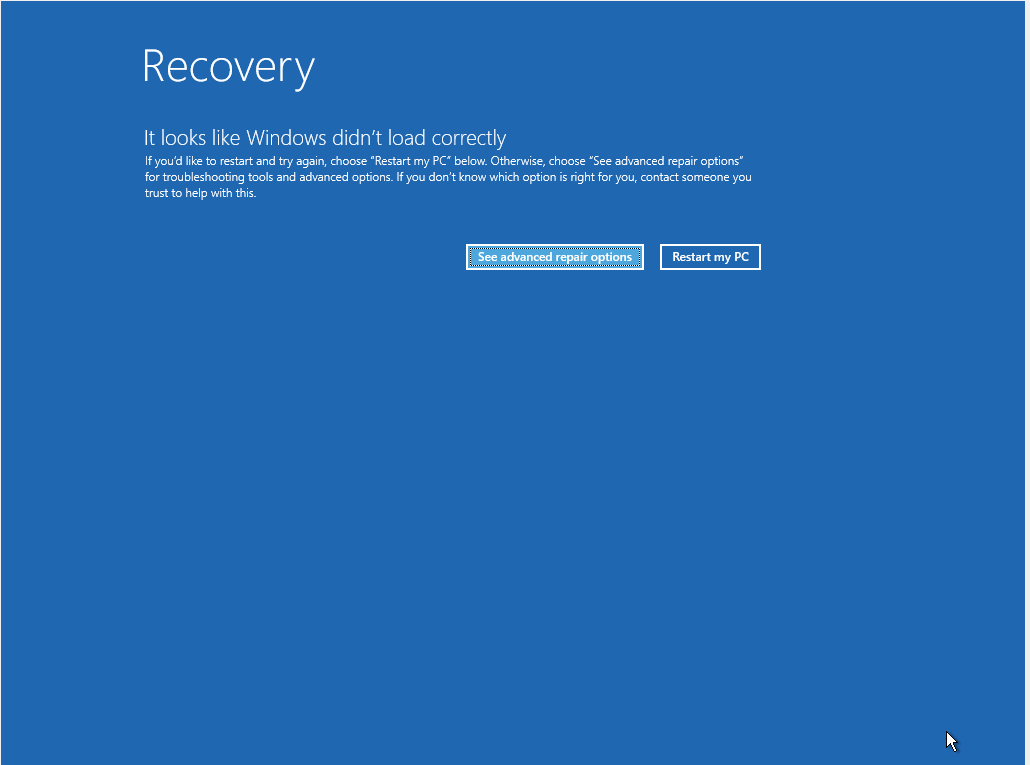 Recovery
It looks like Windows didn’t load correctly
If you’d like to restart and try again, choose “Restart my PC” below. Otherwise, choose “See advanced repair options”
for troubleshooting tools and advanced options. If you don’t know which option is right for you, contact someone you
trust to help with this.
See advanced repair options
Restart my PC